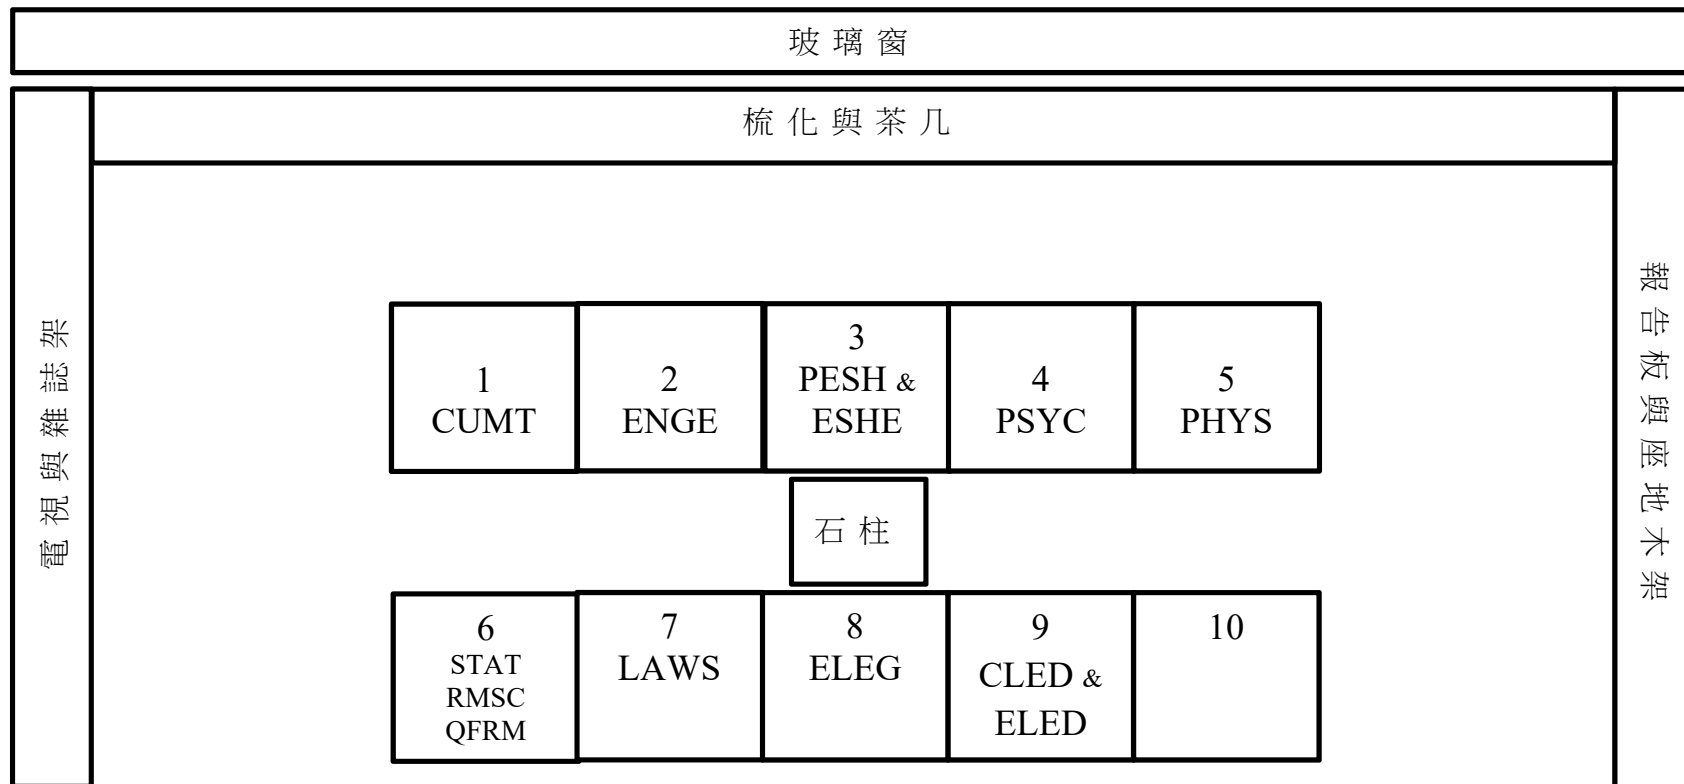 玻璃窗
梳化與茶几
電視與雜誌架
報告板與座地木架
1
CUMT
2
ENGE
3
PESH &
ESHE
4
PSYC
5
PHYS
石柱
6
STAT
RMSC
QFRM
7
LAWS
8
ELEG
9
CLED &
ELED
10